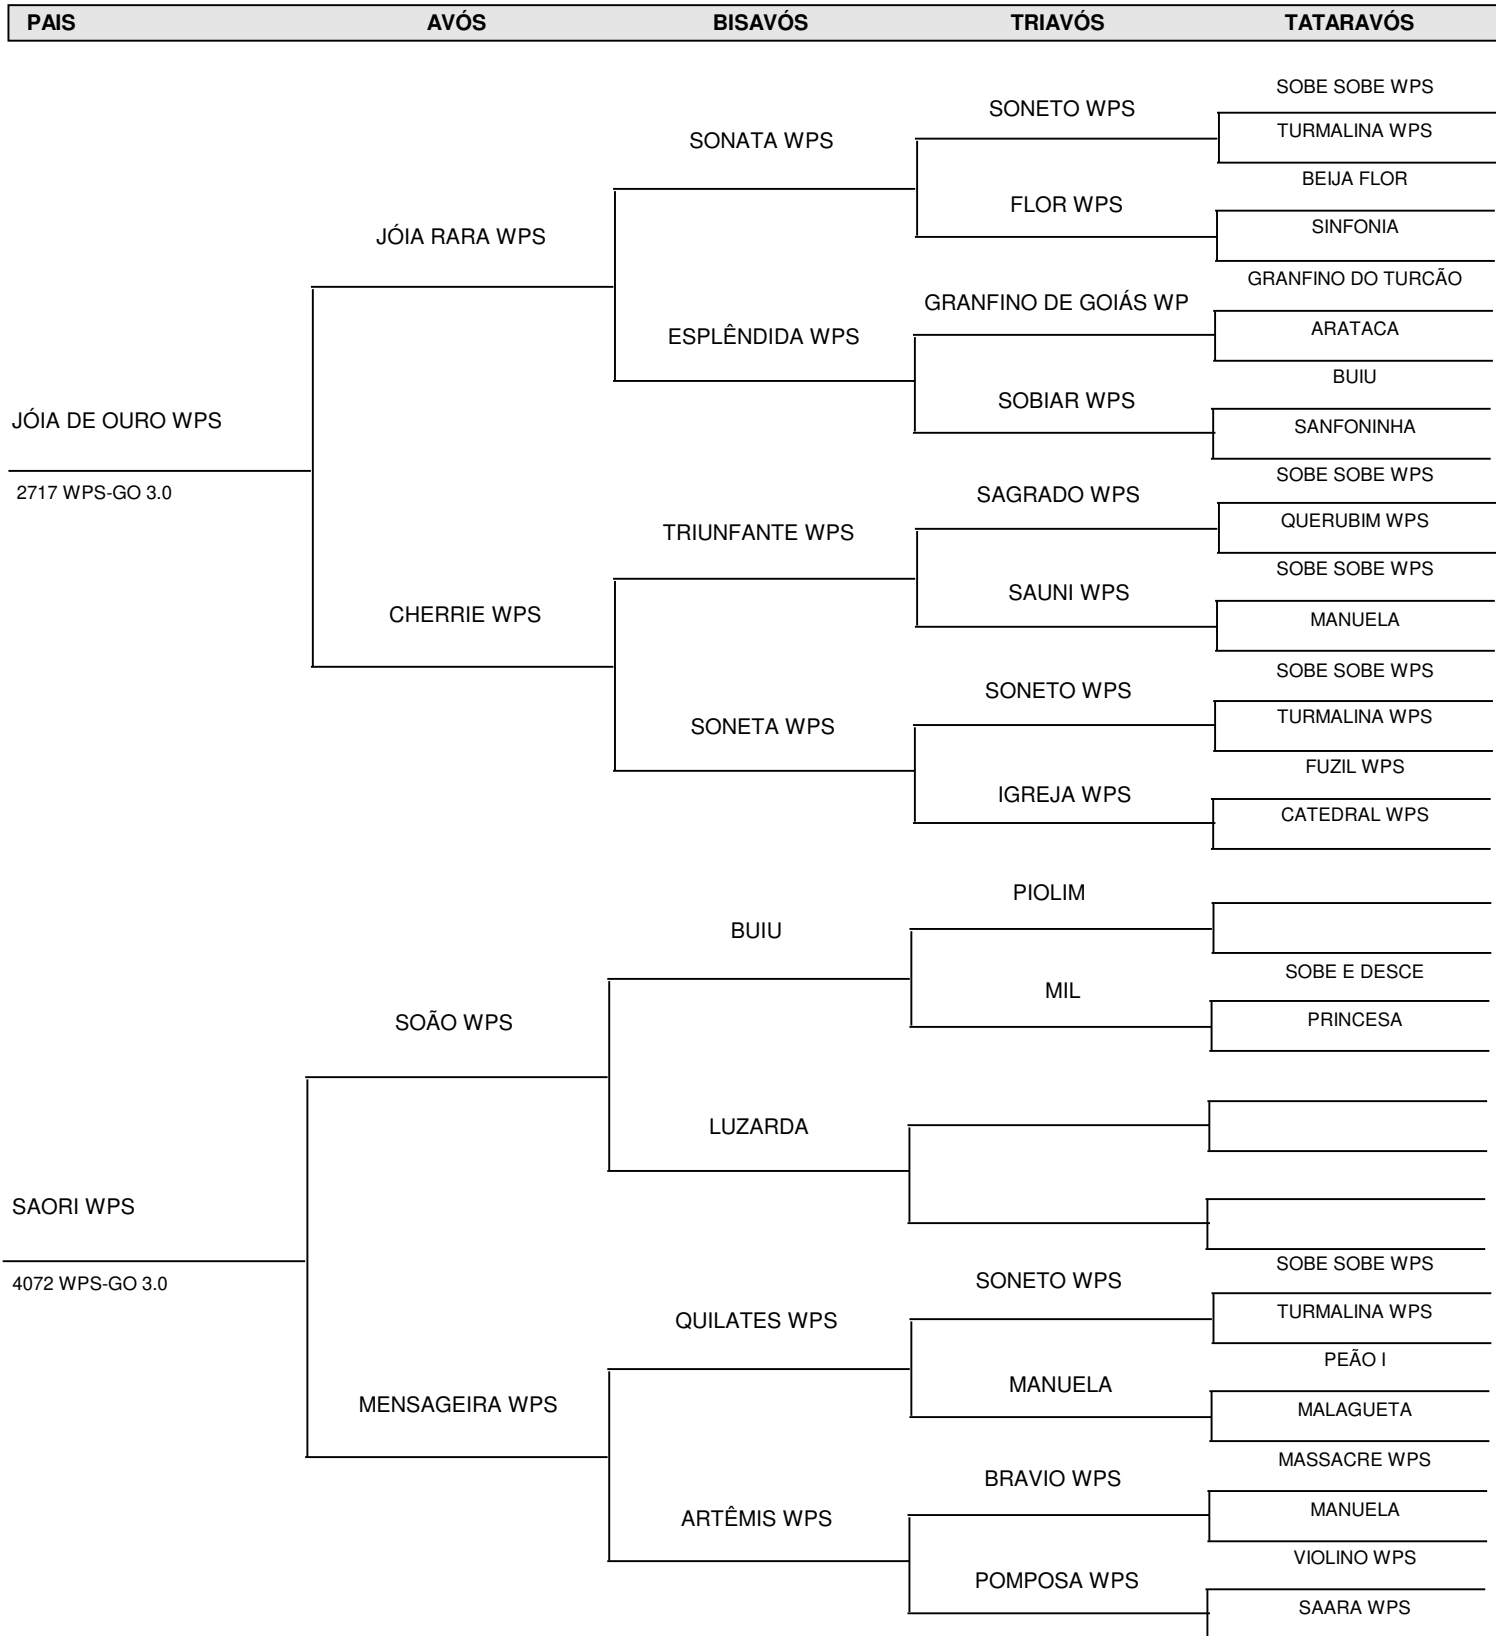 PAIS AVÓS BISAVÓS TRIAVÓS TATARAVÓS
SOBE SOBE WPS
SONETO WPS
TURMALINA WPS
SONATA WPS
BEIJA FLOR
FLOR WPS
SINFONIA
JÓIA RARA WPS
GRANFINO DO TURCÃO
GRANFINO DE GOIÁS WP
ARATACA
ESPLÊNDIDA WPS
BUIU
SOBIAR WPS
JÓIA DE OURO WPS
SANFONINHA
SOBE SOBE WPS
2717 WPS-GO 3.0
SAGRADO WPS
QUERUBIM WPS
TRIUNFANTE WPS
SOBE SOBE WPS
SAUNI WPS
CHERRIE WPS
MANUELA
SOBE SOBE WPS
SONETO WPS
TURMALINA WPS
SONETA WPS
FUZIL WPS
IGREJA WPS
CATEDRAL WPS
PIOLIM
BUIU
SOBE E DESCE
MIL
SOÃO WPS
PRINCESA
LUZARDA
SAORI WPS
SOBE SOBE WPS
4072 WPS-GO 3.0
SONETO WPS
TURMALINA WPS
QUILATES WPS
PEÃO I
MANUELA
MENSAGEIRA WPS
MALAGUETA
MASSACRE WPS
BRAVIO WPS
MANUELA
ARTÊMIS WPS
VIOLINO WPS
POMPOSA WPS
SAARA WPS